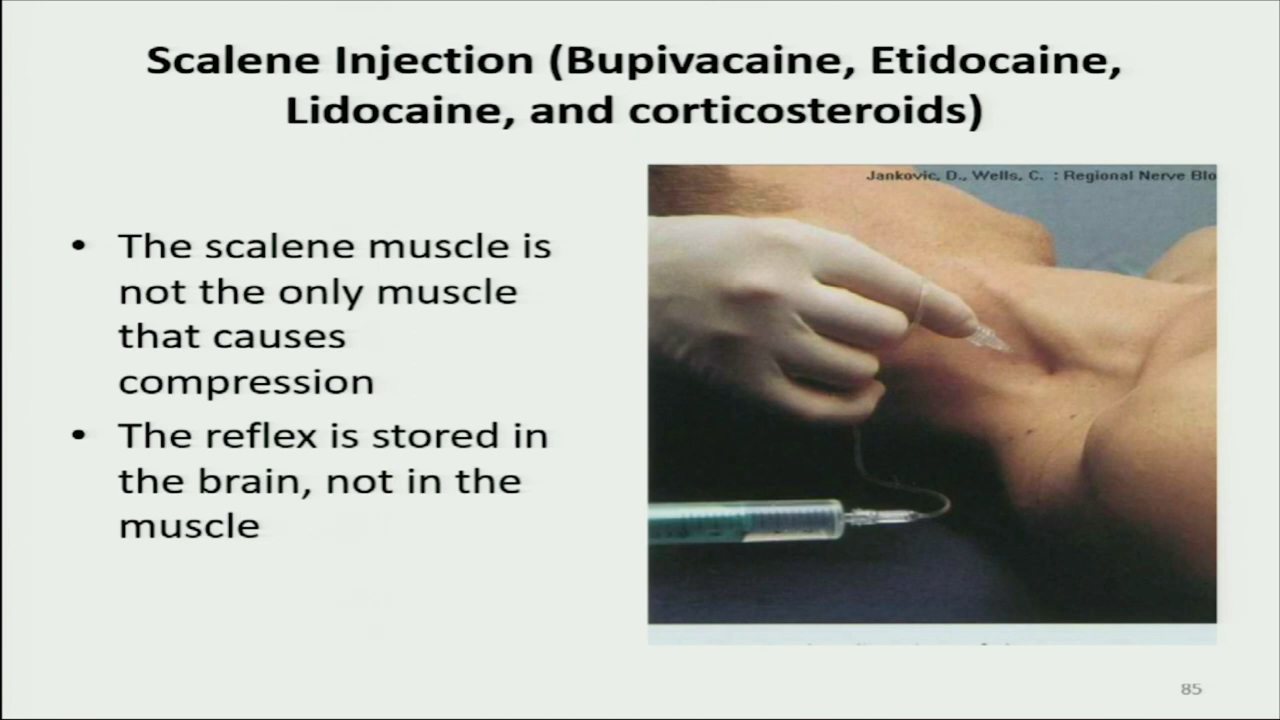 Scalene Injection (Bupivacaine, Etidocaine,
Lidocaine, and corticosteroids)
Jankovic, D., Wells, C. : Regional Nerve Blo
• The scalene muscle is
not the only muscle
that causes
compression
• The reflex is stored in
the brain, not in the
muscle
85